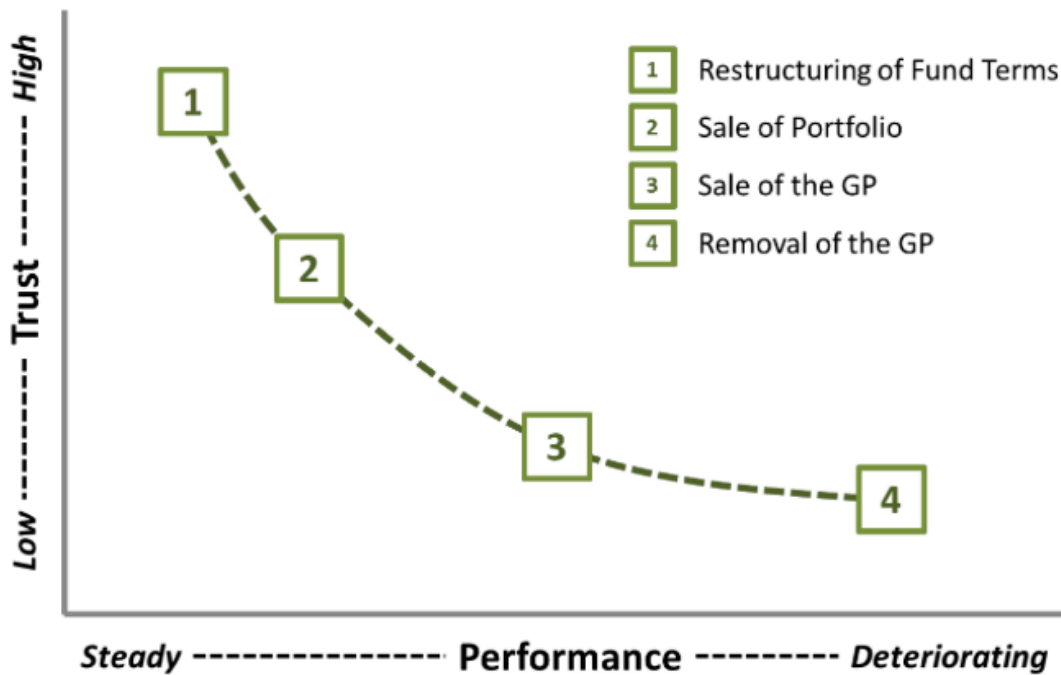 High
Trust
Low
1
2
3
4
1 Restructuring of Fund Terms
2 Sale of Portfolio
3 Sale of the GP
4 Removal of the GP
Steady Performance Deteriorating